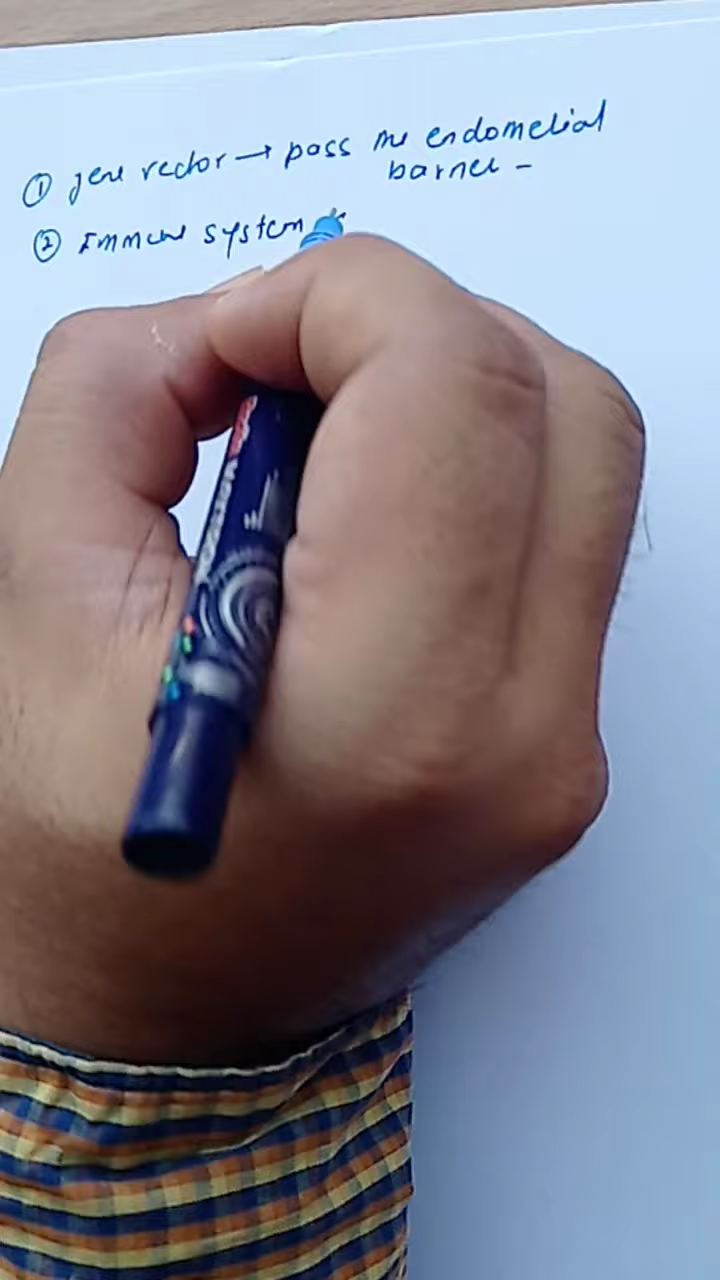 ① gene vector → pass the endothelial
barrier -
② Immune system